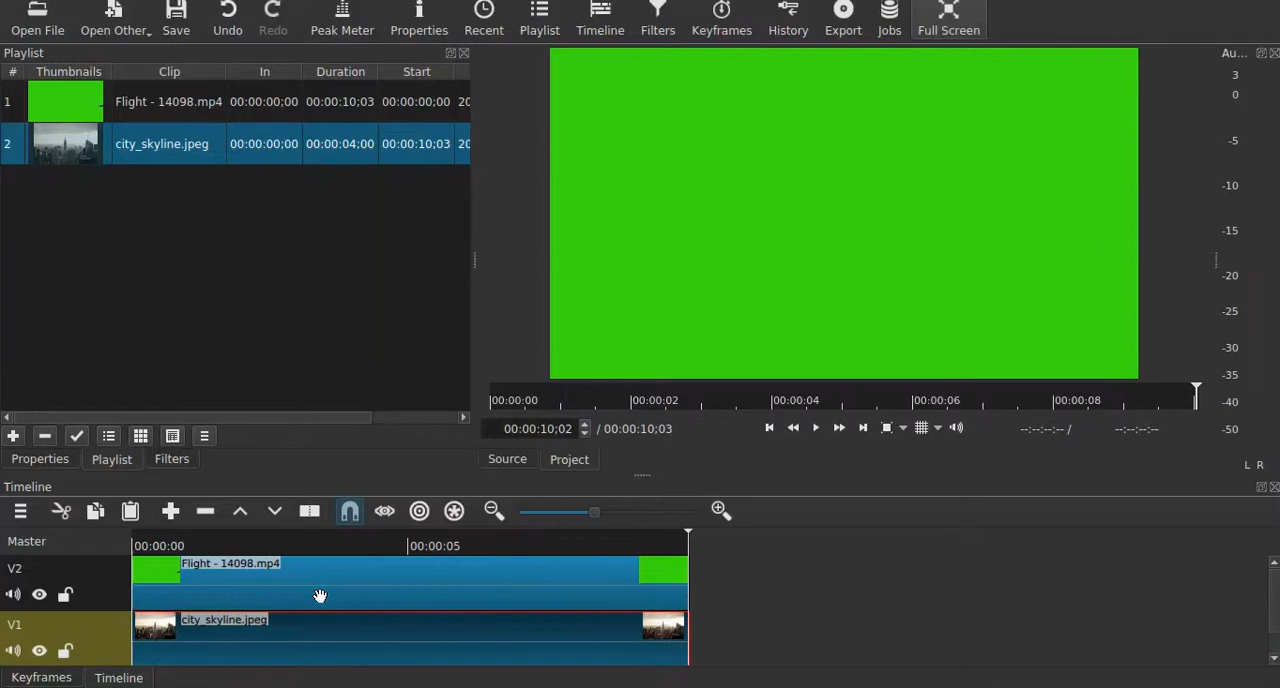 Open File Open Other Save Undo Redo Peak Meter Properties Recent Playlist Timeline Filters Keyframes History Export Jobs Full Screen
Playlist
# Thumbnails Clip In Duration Start
1 Flight - 14098.mp4 00:00:00;00 00:00:10;03 00:00:00;00 20
2 city_skyline.jpeg 00:00:00;00 00:00:04;00 00:00:10;03 20
Properties Playlist Filters
Au...
3
0
-5
-10
-15
-20
-25
-30
-35
-40
-50
L R
00:00:00 00:00:02 00:00:04 00:00:06 00:00:08
00:00:10,02 / 00:00:10;03 --:--:--:-- / --:--:--:--
Source Project
Timeline
Master 00:00:00 00:00:05
V2 Flight - 14098.mp4
V1 city_skyline.jpeg
Keyframes Timeline